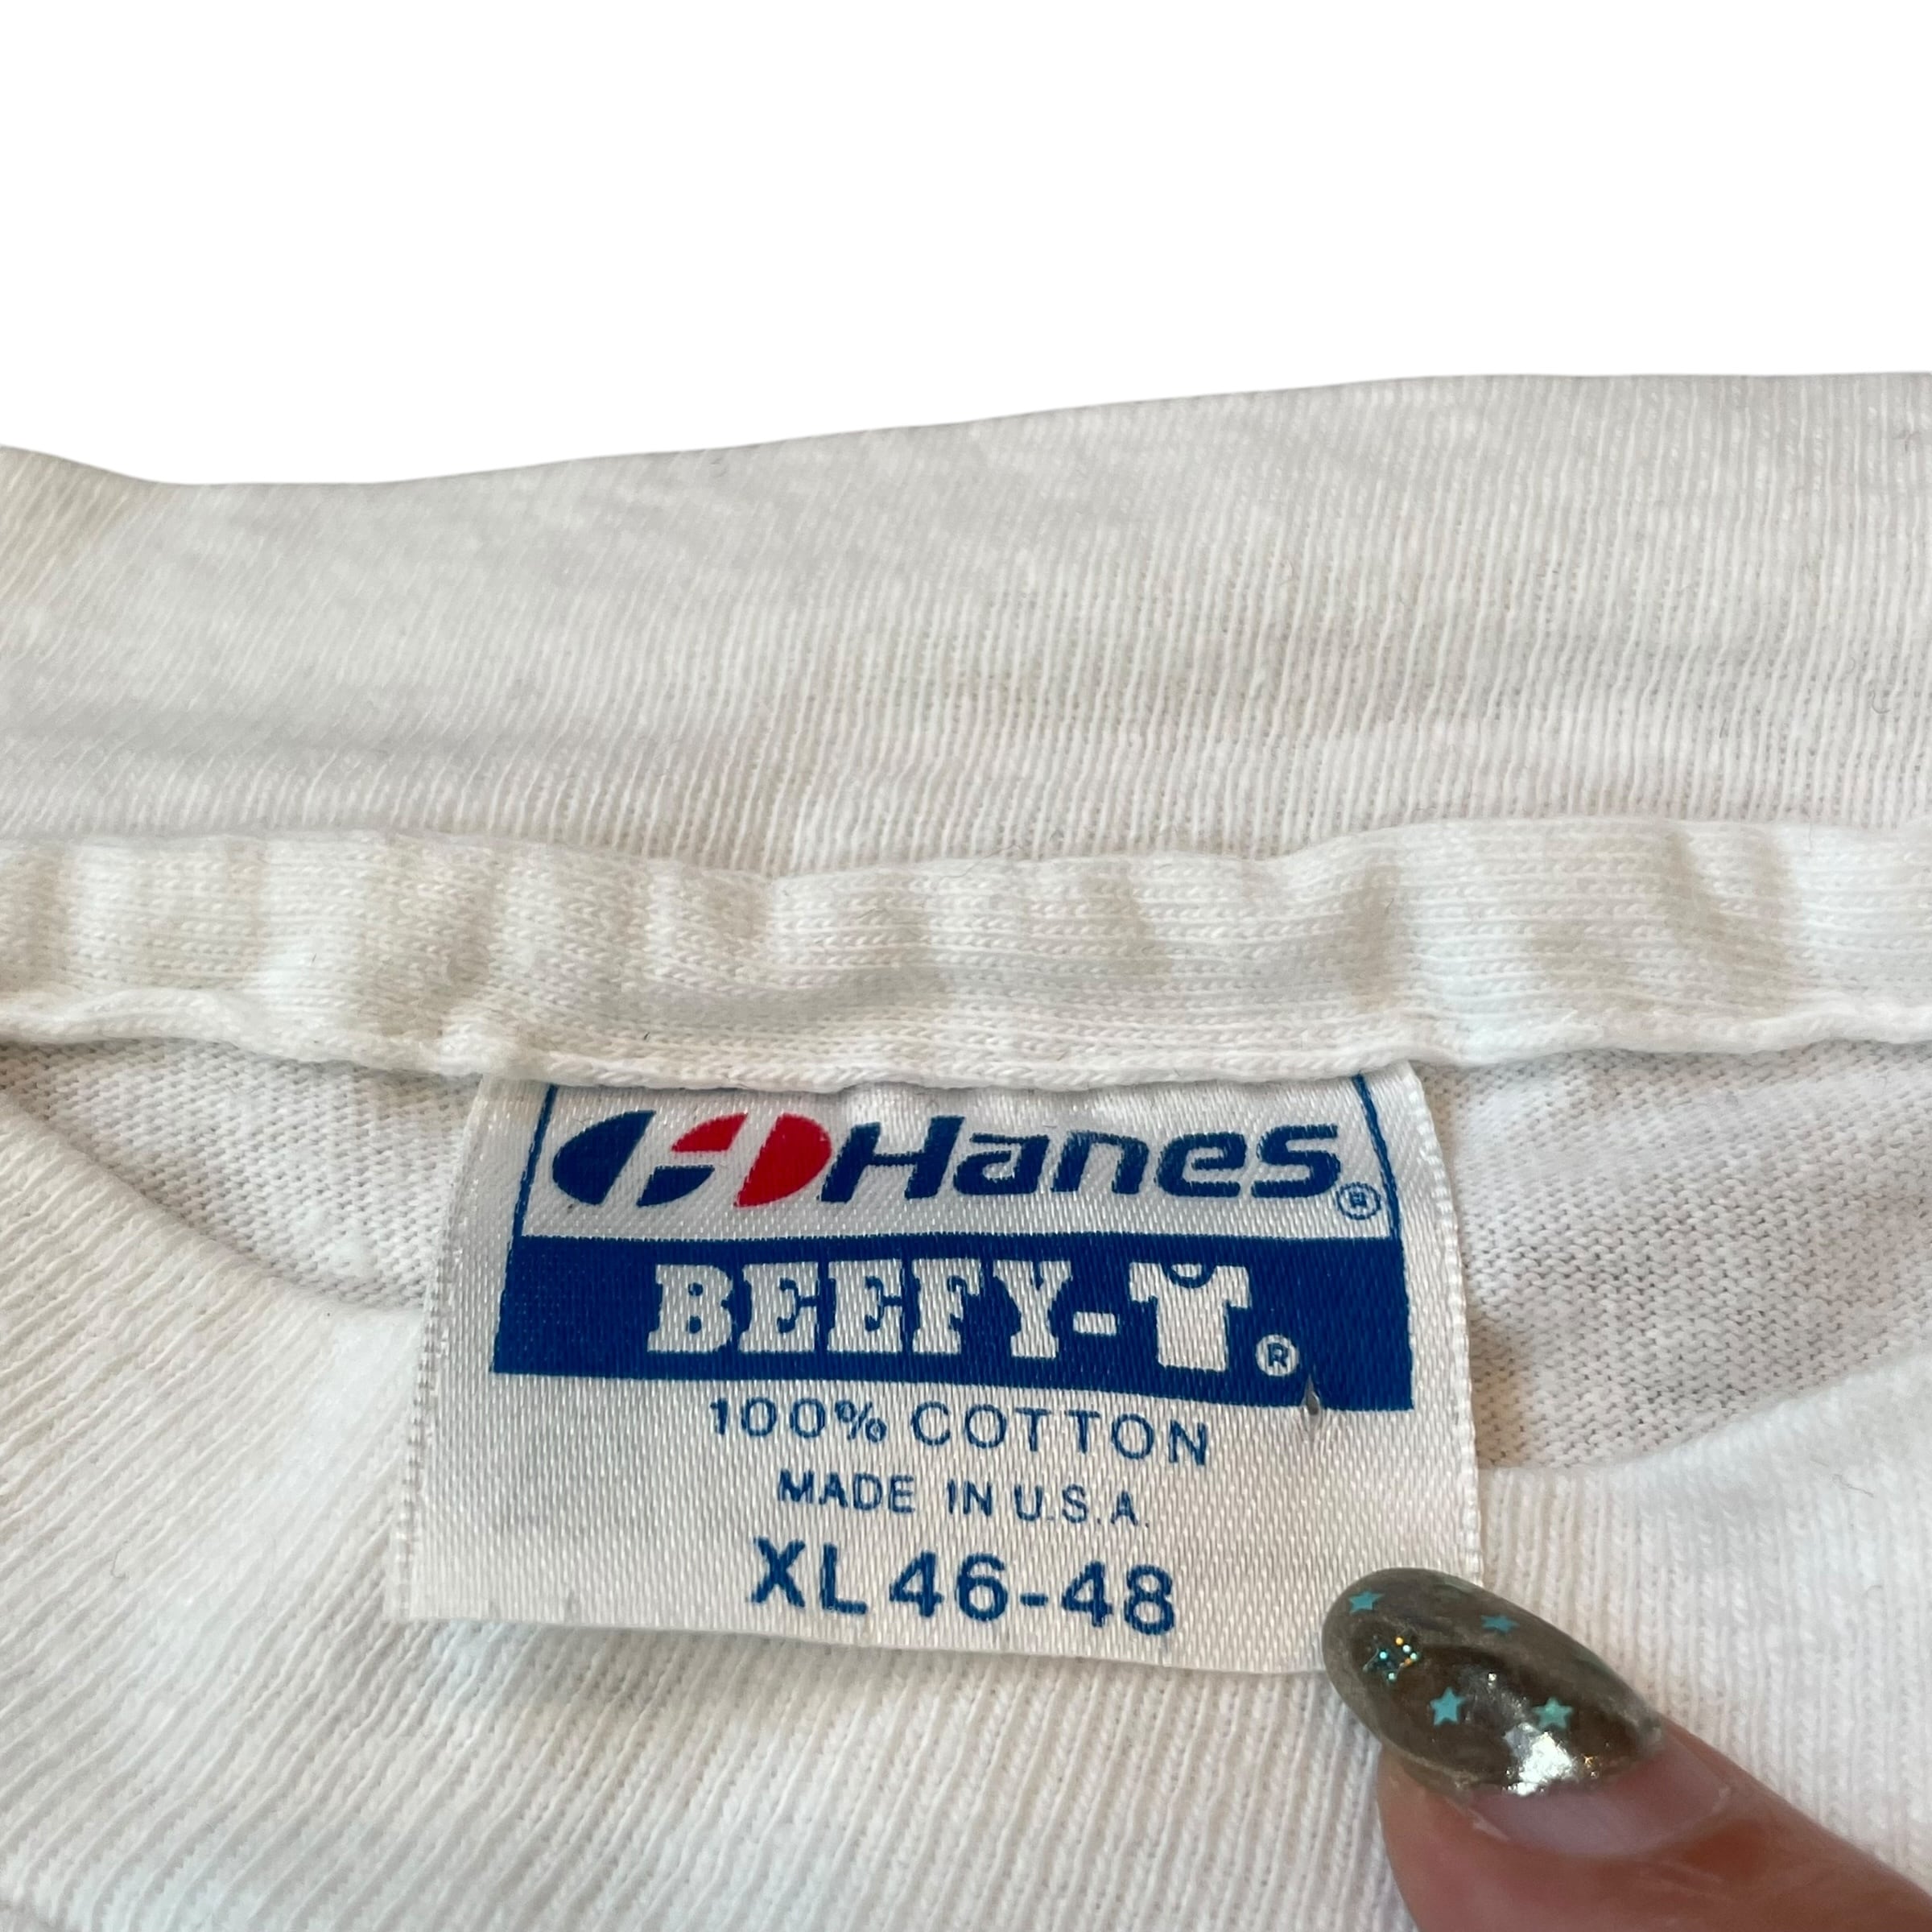 Hanes®
BEEFY-T®
100% COTTON
MADE IN U.S.A.
XL 46-48